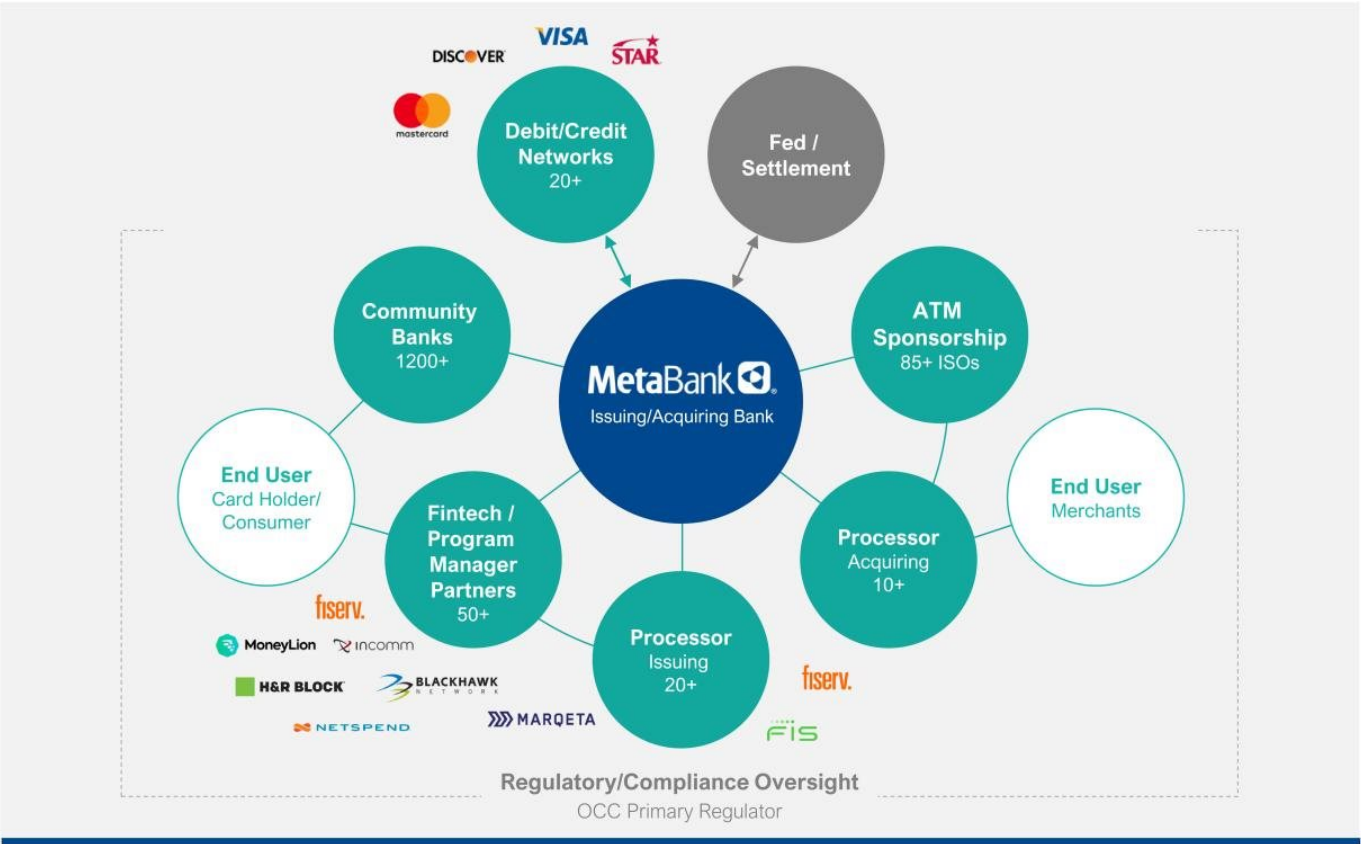 VISA
DISCOVER
STAR
mastercard
Debit/Credit
Networks
20+
Fed /
Settlement
Community
Banks
1200+
MetaBank®
Issuing/Acquiring Bank
ATM
Sponsorship
85+ ISOs
End User
Card Holder/
Consumer
Fintech /
Program
Manager
Partners
50+
Processor
Issuing
20+
Processor
Acquiring
10+
End User
Merchants
fiserv.
MoneyLion
incomm
H&R BLOCK
BLACKHAWK
NETWORK
NETSPEND
MARQETA
fiserv.
FIS
Regulatory/Compliance Oversight
OCC Primary Regulator